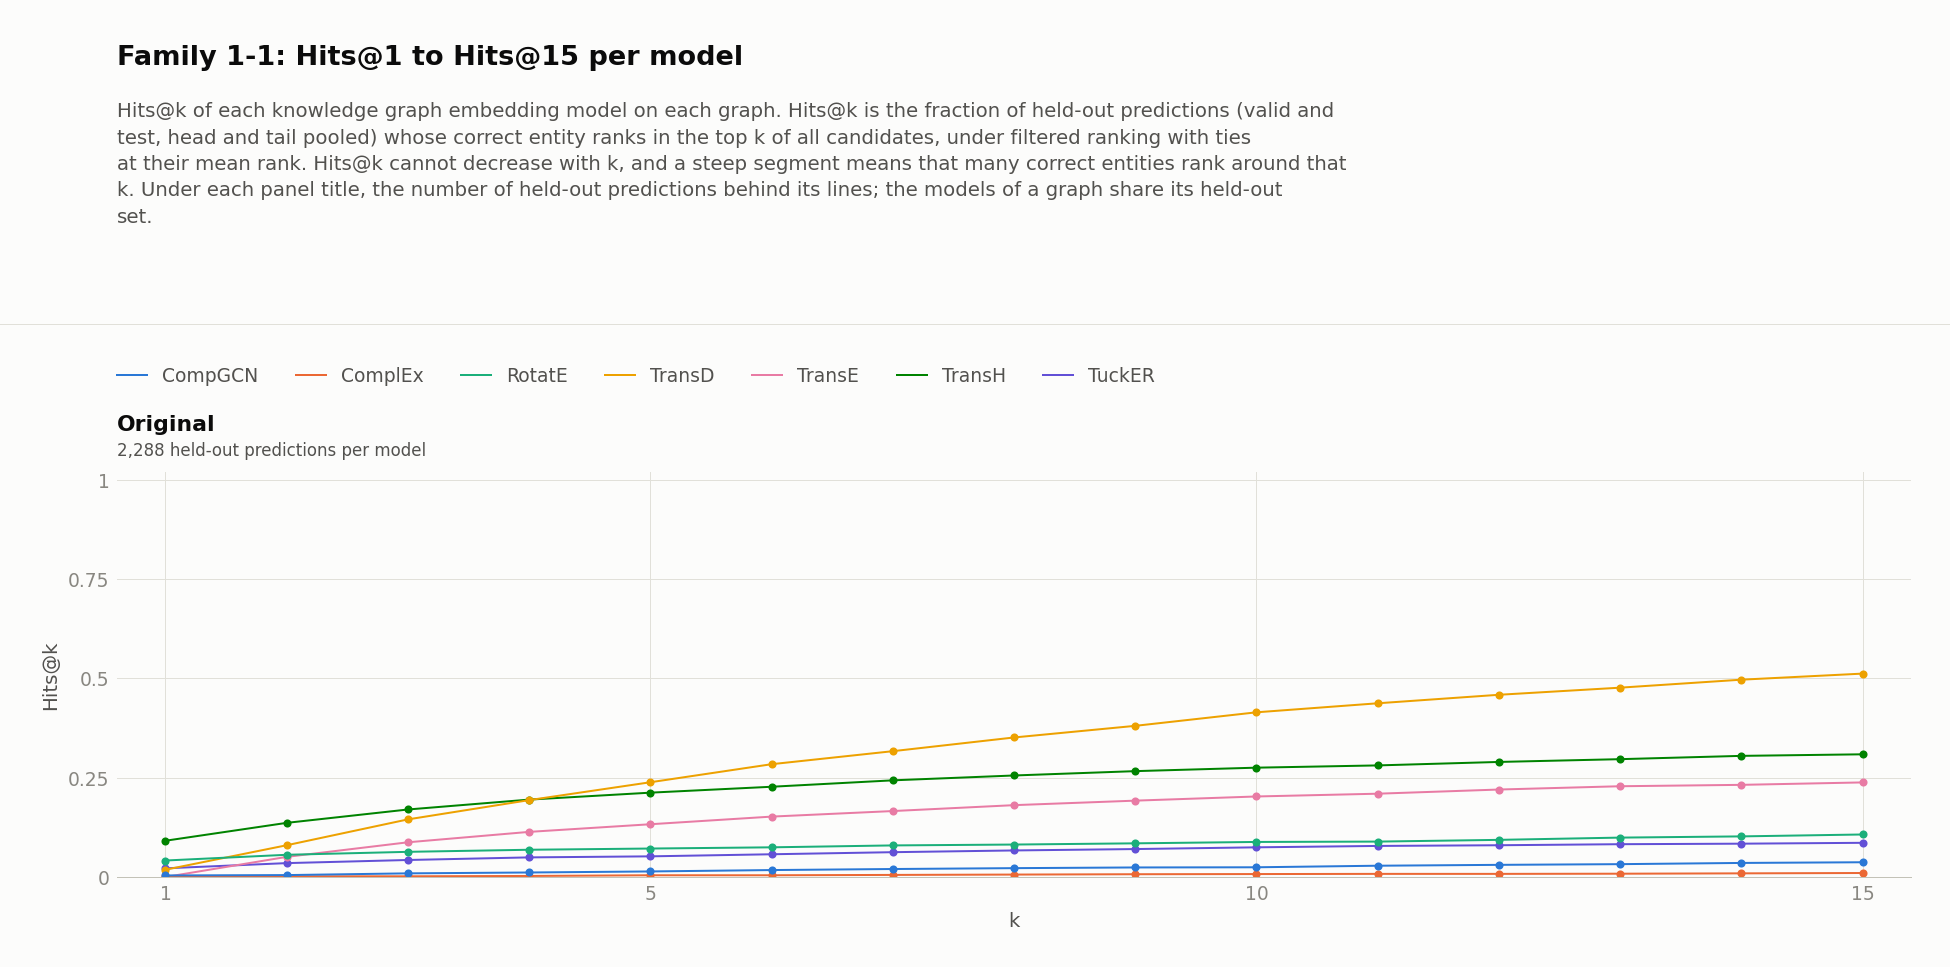 Family 1-1: Hits@1 to Hits@15 per model
Hits@k of each knowledge graph embedding model on each graph. Hits@k is the fraction of held-out predictions (valid and
test, head and tail pooled) whose correct entity ranks in the top k of all candidates, under filtered ranking with ties
at their mean rank. Hits@k cannot decrease with k, and a steep segment means that many correct entities rank around that
k. Under each panel title, the number of held-out predictions behind its lines; the models of a graph share its held-out
set.
CompGCN ComplEx RotatE TransD TransE TransH TuckER
Original
2,288 held-out predictions per model
1
0.75
0.5
0.25
0
Hits@k
1 5 10 15
k